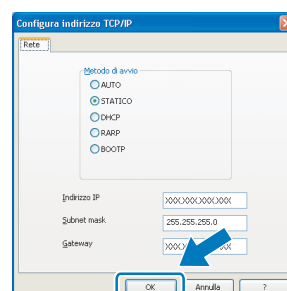 Configura indirizzo TCP/IP
Rete
Metodo di avvio
AUTO
STATICO
DHCP
RARP
BOOTP
Indirizzo IP XXX.XXX.XXX.XXX
Subnet mask 255.255.255.0
Gateway
OK Annulla ?